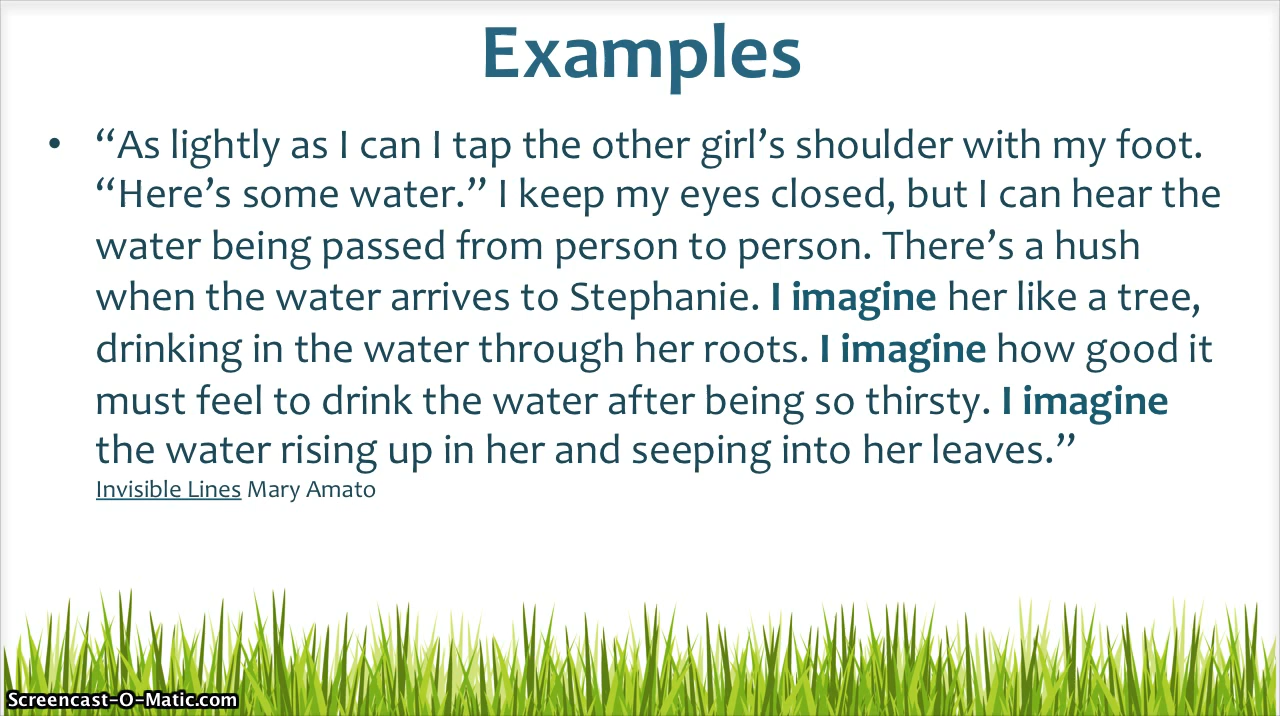 Examples
• “As lightly as I can I tap the other girl’s shoulder with my foot.
“Here’s some water.” I keep my eyes closed, but I can hear the
water being passed from person to person. There’s a hush
when the water arrives to Stephanie. I imagine her like a tree,
drinking in the water through her roots. I imagine how good it
must feel to drink the water after being so thirsty. I imagine
the water rising up in her and seeping into her leaves.”
Invisible Lines Mary Amato
Screencast-O-Matic.com